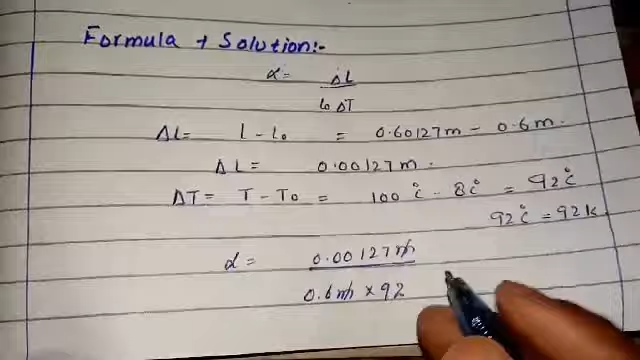 Formula + Solution:-
α = ΔL
L₀ ΔT
ΔL = L - L₀ = 0.60127m - 0.6m.
ΔL = 0.00127m.
ΔT = T - T₀ = 100°c - 8°c = 92°c
92°c = 92k.
α = 0.00127m
0.6m × 92